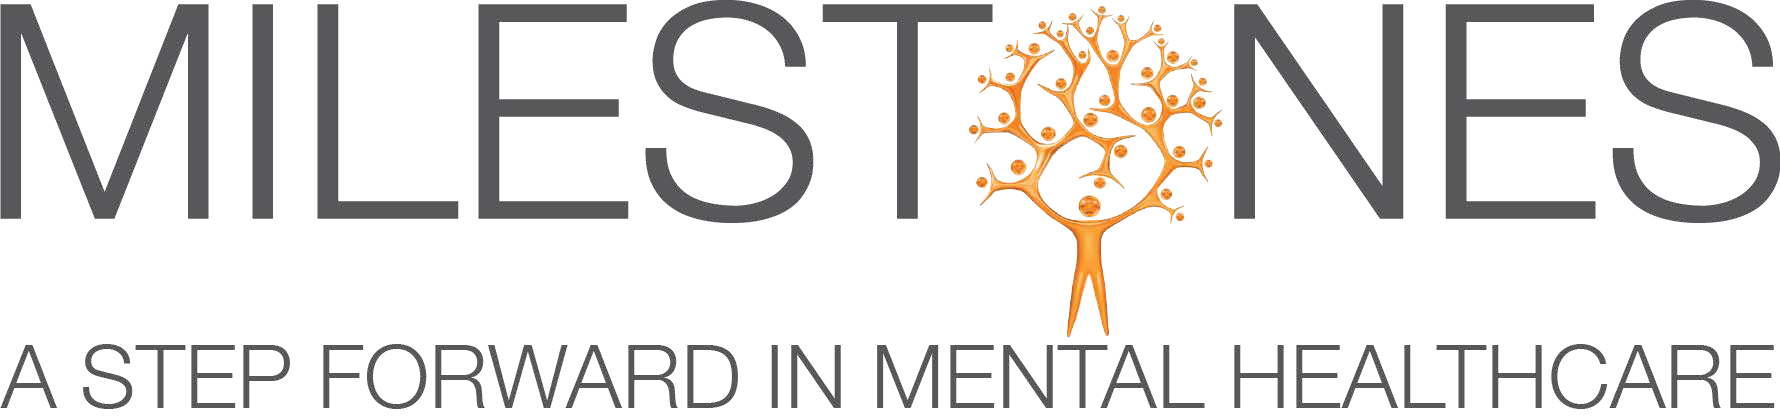 MILESTONES
A STEP FORWARD IN MENTAL HEALTHCARE